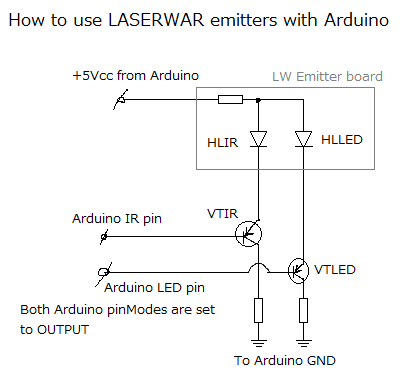 How to use LASERWAR emitters with Arduino
+5Vcc from Arduino
LW Emitter board
HLIR
HLLED
Arduino IR pin
VTIR
VTLED
Arduino LED pin
Both Arduino pinModes are set
to OUTPUT
To Arduino GND